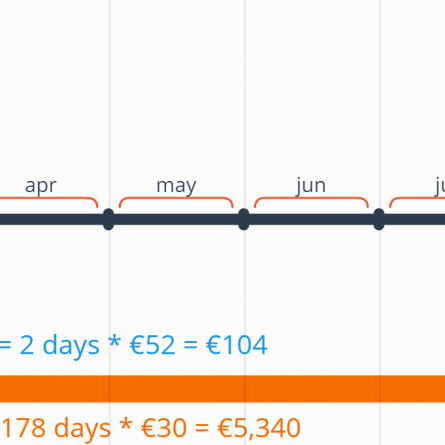 apr may jun
= 2 days * €52 = €104
178 days * €30 = €5,340